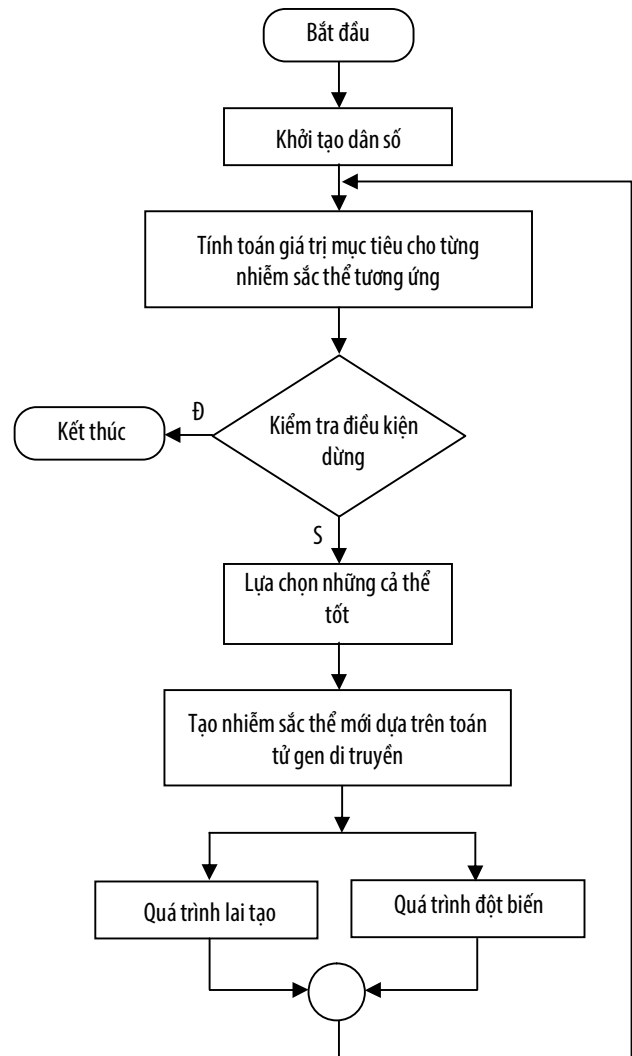 Bắt đầu
Khởi tạo dân số
Tính toán giá trị mục tiêu cho từng
nhiễm sắc thể tương ứng
Đ
Kết thúc
Kiểm tra điều kiện
dừng
S
Lựa chọn những cả thể
tốt
Tạo nhiễm sắc thể mới dựa trên toán
tử gen di truyền
Quá trình lai tạo
Quá trình đột biến